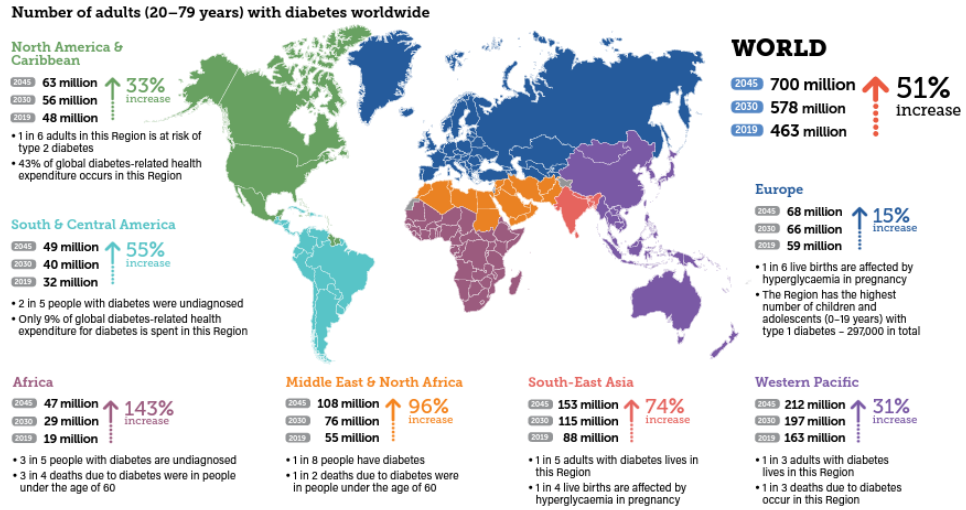 Number of adults (20–79 years) with diabetes worldwide
North America &
Caribbean
2045 63 million
2030 56 million
2019 48 million
33%
increase
• 1 in 6 adults in this Region is at risk of
type 2 diabetes
• 43% of global diabetes-related health
expenditure occurs in this Region
WORLD
2045 700 million
2030 578 million
2019 463 million
51%
increase
South & Central America
2045 49 million
2030 40 million
2019 32 million
55%
increase
• 2 in 5 people with diabetes were undiagnosed
• Only 9% of global diabetes-related health
expenditure for diabetes is spent in this Region
Europe
2045 68 million
2030 66 million
2019 59 million
15%
increase
• 1 in 6 live births are affected by
hyperglycaemia in pregnancy
• The Region has the highest
number of children and
adolescents (0–19 years) with
type 1 diabetes – 297,000 in total
Africa
2045 47 million
2030 29 million
2019 19 million
143%
increase
• 3 in 5 people with diabetes are undiagnosed
• 3 in 4 deaths due to diabetes were in people
under the age of 60
Middle East & North Africa
2045 108 million
2030 76 million
2019 55 million
96%
increase
• 1 in 8 people have diabetes
• 1 in 2 deaths due to diabetes were
in people under the age of 60
South-East Asia
2045 153 million
2030 115 million
2019 88 million
74%
increase
• 1 in 5 adults with diabetes lives in
this Region
• 1 in 4 live births are affected by
hyperglycaemia in pregnancy
Western Pacific
2045 212 million
2030 197 million
2019 163 million
31%
increase
• 1 in 3 adults with diabetes
lives in this Region
• 1 in 3 deaths due to diabetes
occur in this Region